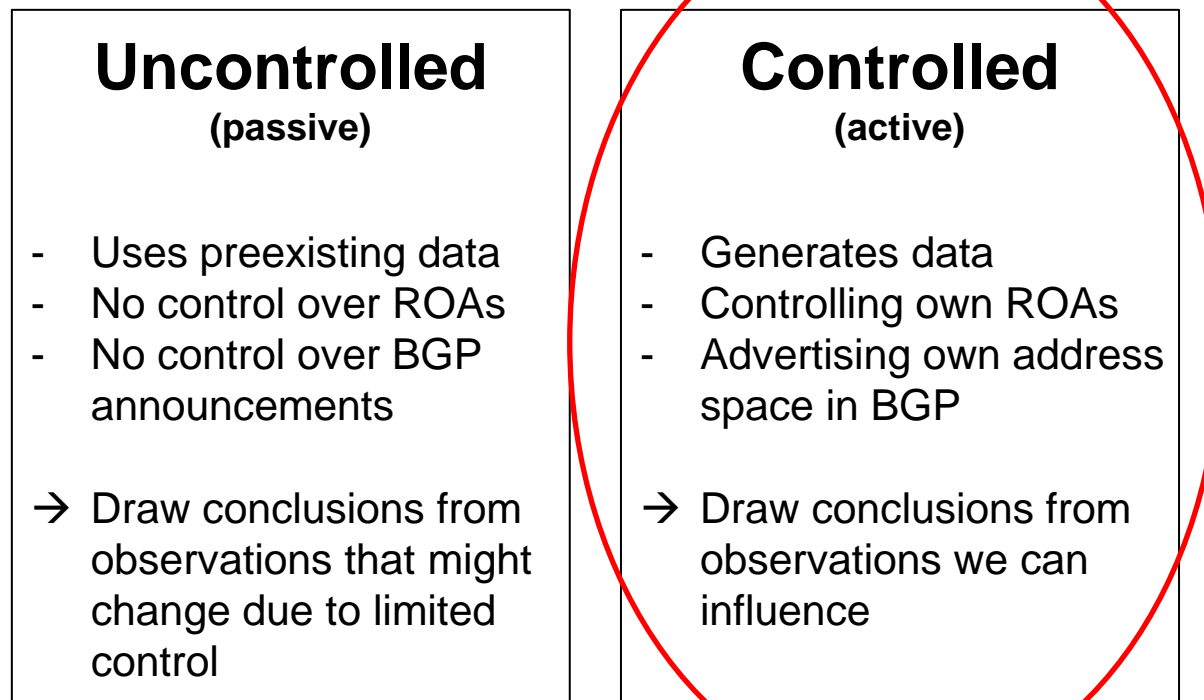 Uncontrolled
(passive)
- Uses preexisting data
- No control over ROAs
- No control over BGP
announcements
→ Draw conclusions from
observations that might
change due to limited
control
Controlled
(active)
- Generates data
- Controlling own ROAs
- Advertising own address
space in BGP
→ Draw conclusions from
observations we can
influence